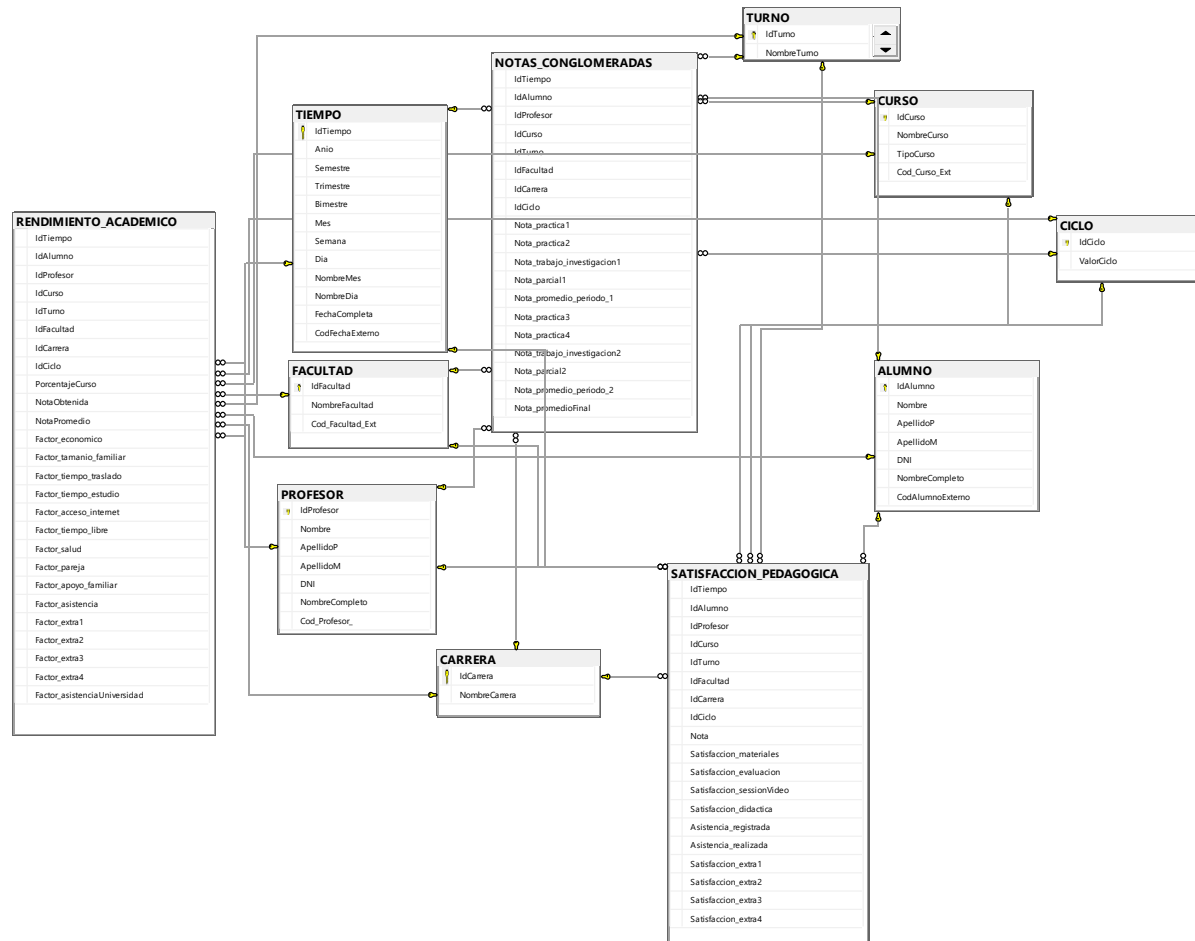 TURNO
IdTurno
NombreTurno
NOTAS_CONGLOMERADAS
IdTiempo
IdAlumno
IdProfesor
IdCurso
IdTurno
IdFacultad
IdCarrera
IdCiclo
Nota_practica1
Nota_practica2
Nota_trabajo_investigacion1
Nota_parcial1
Nota_promedio_periodo_1
Nota_practica3
Nota_practica4
Nota_trabajo_investigacion2
Nota_parcial2
Nota_promedio_periodo_2
Nota_promedioFinal
CURSO
IdCurso
NombreCurso
TipoCurso
Cod_Curso_Ext
TIEMPO
IdTiempo
Anio
Semestre
Trimestre
Bimestre
Mes
Semana
Dia
NombreMes
NombreDia
FechaCompleta
CodFechaExterno
RENDIMIENTO_ACADEMICO
IdTiempo
IdAlumno
IdProfesor
IdCurso
IdTurno
IdFacultad
IdCarrera
IdCiclo
PorcentajeCurso
NotaObtenida
NotaPromedio
Factor_economico
Factor_tamanio_familiar
Factor_tiempo_traslado
Factor_tiempo_estudio
Factor_acceso_internet
Factor_tiempo_libre
Factor_salud
Factor_pareja
Factor_apoyo_familiar
Factor_asistencia
Factor_extra1
Factor_extra2
Factor_extra3
Factor_extra4
Factor_asistenciaUniversidad
CICLO
IdCiclo
ValorCiclo
FACULTAD
IdFacultad
NombreFacultad
Cod_Facultad_Ext
ALUMNO
IdAlumno
Nombre
ApellidoP
ApellidoM
DNI
NombreCompleto
CodAlumnoExterno
PROFESOR
IdProfesor
Nombre
ApellidoP
ApellidoM
DNI
NombreCompleto
Cod_Profesor_
SATISFACCION_PEDAGOGICA
IdTiempo
IdAlumno
IdProfesor
IdCurso
IdTurno
IdFacultad
IdCarrera
IdCiclo
Nota
Satisfaccion_materiales
Satisfaccion_evaluacion
Satisfaccion_sessionVideo
Satisfaccion_didactica
Asistencia_registrada
Asistencia_realizada
Satisfaccion_extra1
Satisfaccion_extra2
Satisfaccion_extra3
Satisfaccion_extra4
CARRERA
IdCarrera
NombreCarrera